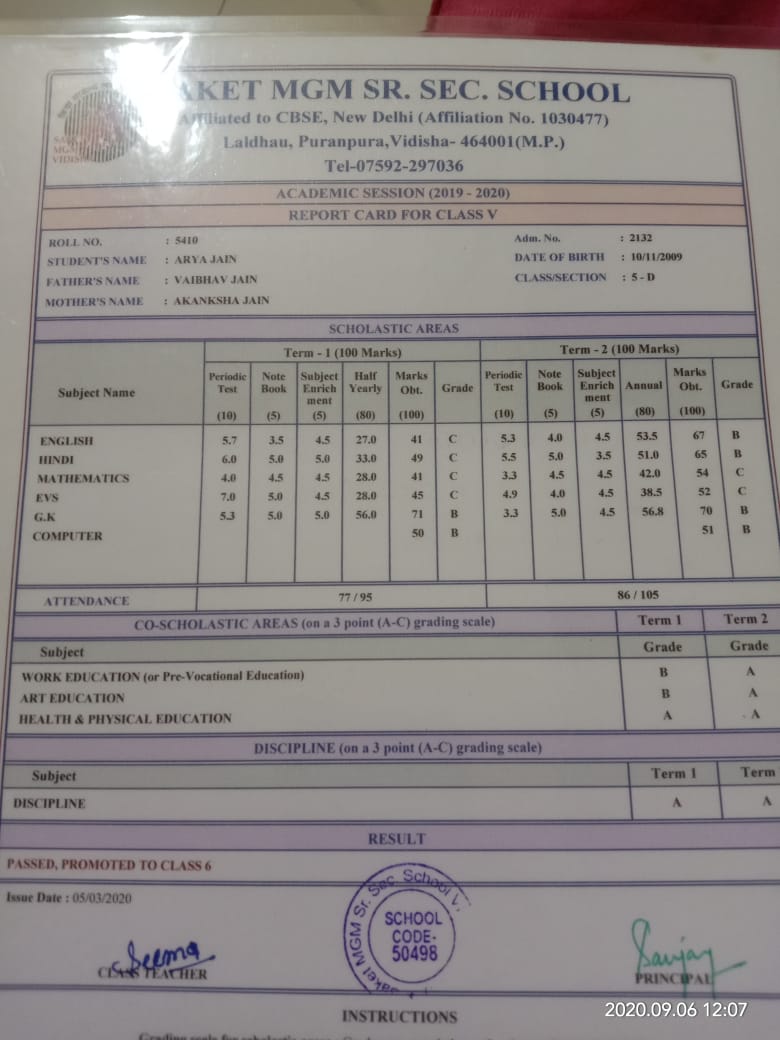 SAKET MGM SR. SEC. SCHOOL
Affiliated to CBSE, New Delhi (Affiliation No. 1030477)
Laldhau, Puranpura,Vidisha- 464001(M.P.)
Tel-07592-297036
MGM
VIDISHA
ACADEMIC SESSION (2019 - 2020)
REPORT CARD FOR CLASS V
ROLL NO. : 5410 Adm. No. : 2132
STUDENT'S NAME : ARYA JAIN DATE OF BIRTH : 10/11/2009
FATHER'S NAME : VAIBHAV JAIN CLASS/SECTION : 5 - D
MOTHER'S NAME : AKANKSHA JAIN
SCHOLASTIC AREAS
Term - 1 (100 Marks) Term - 2 (100 Marks)
Subject Name Periodic Test (10) Note Book (5) Subject Enrich ment (5) Half Yearly (80) Marks Obt. (100) Grade Periodic Test (10) Note Book (5) Subject Enrich ment (5) Annual (80) Marks Obt. (100) Grade
ENGLISH 5.7 3.5 4.5 27.0 41 C 5.3 4.0 4.5 53.5 67 B
HINDI 6.0 5.0 5.0 33.0 49 C 5.5 5.0 3.5 51.0 65 B
MATHEMATICS 4.0 4.5 4.5 28.0 41 C 3.3 4.5 4.5 42.0 54 C
EVS 7.0 5.0 4.5 28.0 45 C 4.9 4.0 4.5 38.5 52 C
G.K 5.3 5.0 5.0 56.0 71 B 3.3 5.0 4.5 56.8 70 B
COMPUTER 50 B 51 B
ATTENDANCE 77 / 95 86 / 105
CO-SCHOLASTIC AREAS (on a 3 point (A-C) grading scale) Term 1 Term 2
Subject Grade Grade
WORK EDUCATION (or Pre-Vocational Education) B A
ART EDUCATION B A
HEALTH & PHYSICAL EDUCATION A A
DISCIPLINE (on a 3 point (A-C) grading scale)
Subject Term 1 Term
DISCIPLINE A A
RESULT
PASSED, PROMOTED TO CLASS 6
Issue Date : 05/03/2020
Saket MGM Sr. Sec. School V.
SCHOOL
CODE-
50498
Seema
CLASS TEACHER
Sanjay
PRINCIPAL
INSTRUCTIONS
2020.09.06 12:07